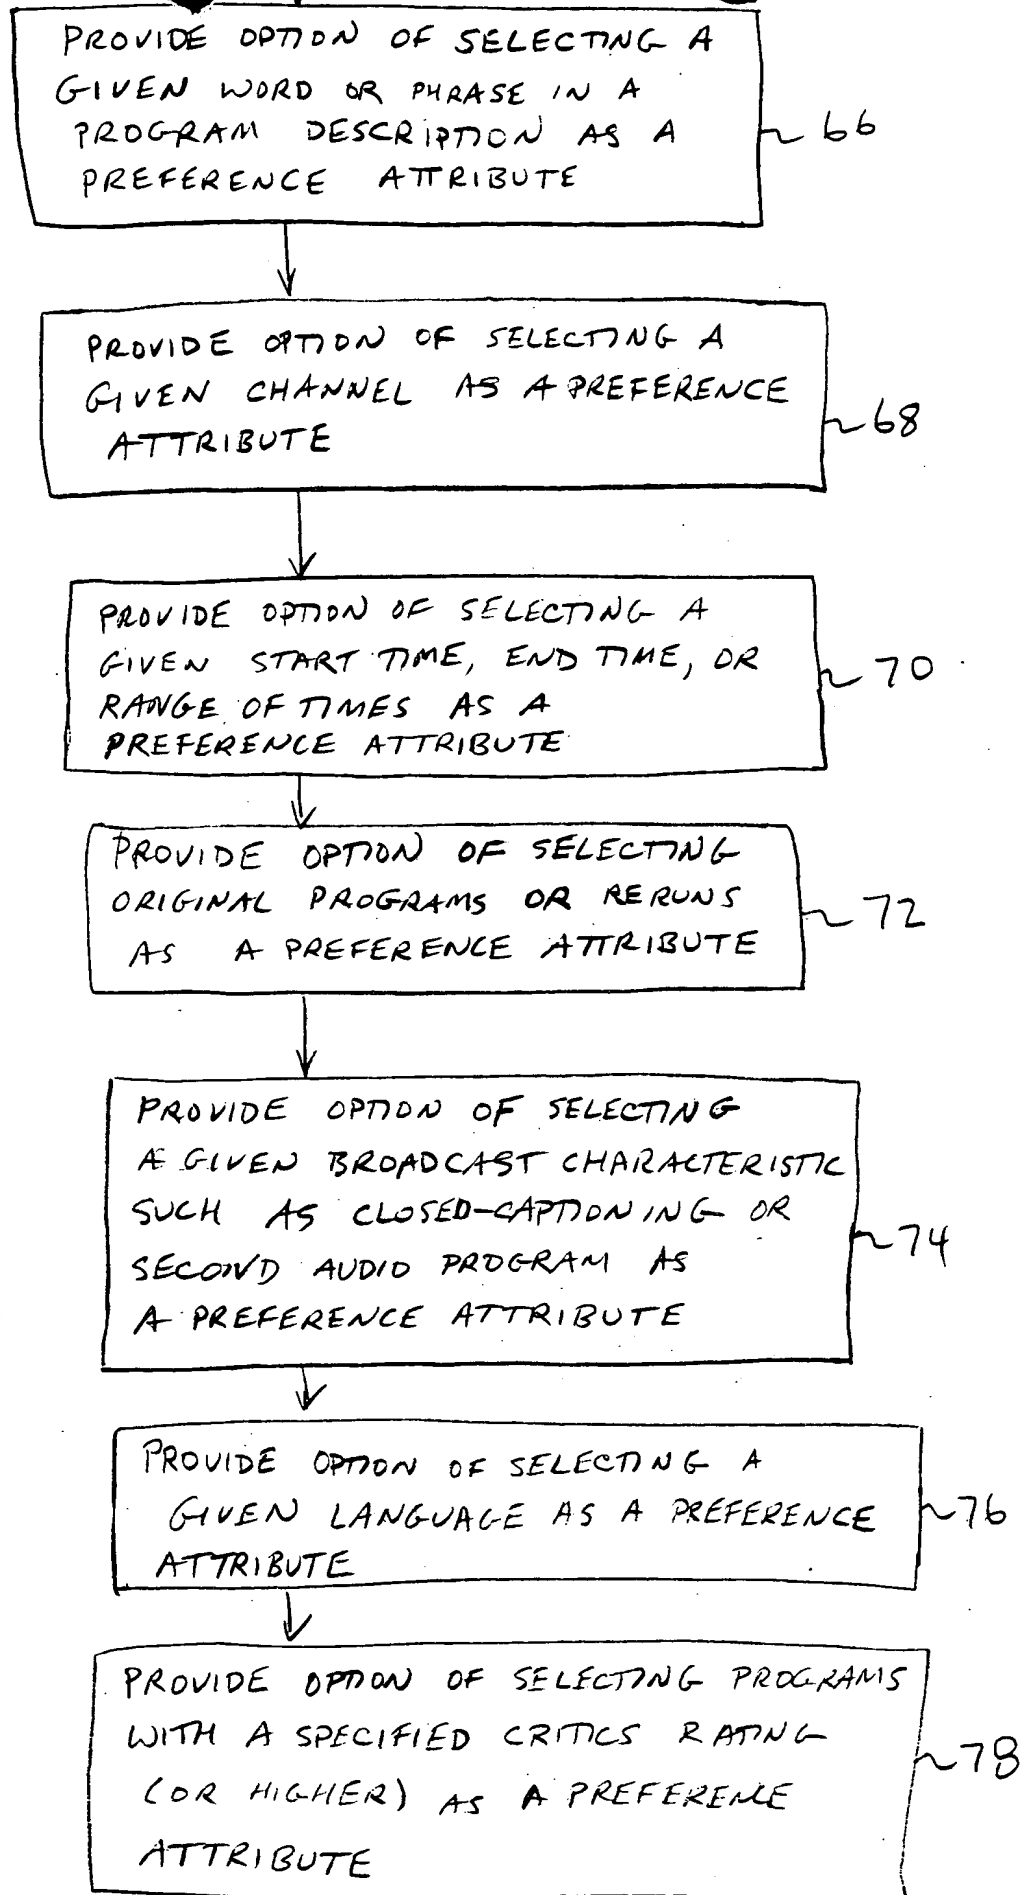 PROVIDE OPTION OF SELECTING A
GIVEN WORD OR PHRASE IN A
PROGRAM DESCRIPTION AS A
PREFERENCE ATTRIBUTE
66
PROVIDE OPTION OF SELECTING A
GIVEN CHANNEL AS A PREFERENCE
ATTRIBUTE
68
PROVIDE OPTION OF SELECTING A
GIVEN START TIME, END TIME, OR
RANGE OF TIMES AS A
PREFERENCE ATTRIBUTE
70
PROVIDE OPTION OF SELECTING
ORIGINAL PROGRAMS OR RERUNS
AS A PREFERENCE ATTRIBUTE
72
PROVIDE OPTION OF SELECTING
A GIVEN BROADCAST CHARACTERISTIC
SUCH AS CLOSED-CAPTIONING OR
SECOND AUDIO PROGRAM AS
A PREFERENCE ATTRIBUTE
74
PROVIDE OPTION OF SELECTING A
GIVEN LANGUAGE AS A PREFERENCE
ATTRIBUTE
76
PROVIDE OPTION OF SELECTING PROGRAMS
WITH A SPECIFIED CRITICS RATING
(OR HIGHER) AS A PREFERENCE
ATTRIBUTE
78